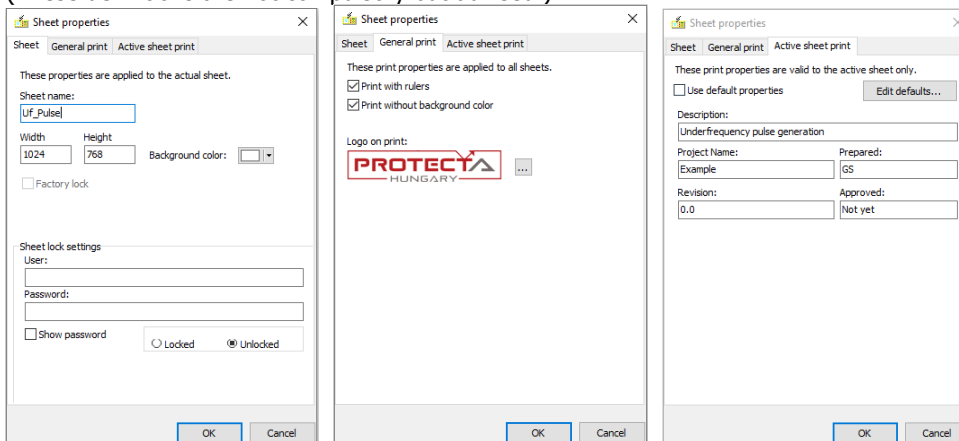 Sheet properties
Sheet General print Active sheet print
These properties are applied to the actual sheet.
Sheet name:
Uf_Pulse
Width Height
1024 768 Background color:
Factory lock
Sheet lock settings
User:
Password:
Show password
Locked Unlocked
OK Cancel
Sheet properties
Sheet General print Active sheet print
These print properties are applied to all sheets.
Print with rulers
Print without background color
Logo on print:
PROTECTA
HUNGARY
...
OK Cancel
Sheet properties
Sheet General print Active sheet print
These print properties are valid to the active sheet only.
Use default properties Edit defaults...
Description:
Underfrequency pulse generation
Project Name: Prepared:
Example GS
Revision: Approved:
0.0 Not yet
OK Cancel